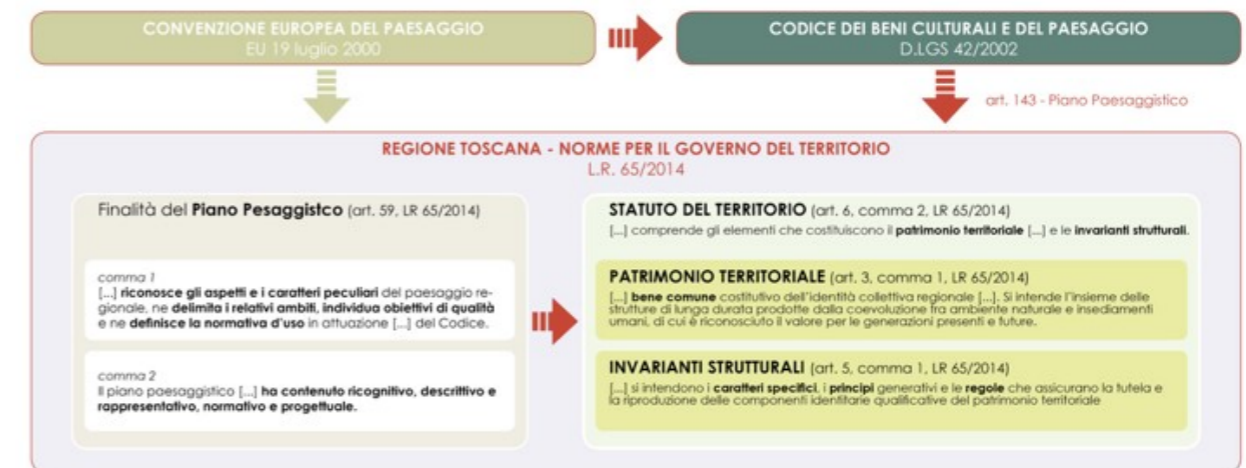 CONVENZIONE EUROPEA DEL PAESAGGIO
EU 19 luglio 2000
CODICE DEI BENI CULTURALI E DEL PAESAGGIO
D.LGS 42/2002
art. 143 - Piano Paesaggistico
REGIONE TOSCANA - NORME PER IL GOVERNO DEL TERRITORIO
L.R. 65/2014
Finalità del Piano Pesaggistco (art. 59, LR 65/2014)
comma 1
[...] riconosce gli aspetti e i caratteri peculiari del paesaggio re-
gionale, ne delimita i relativi ambiti, individua obiettivi di qualità
e ne definisce la normativa d'uso in attuazione [...] del Codice.
comma 2
Il piano paesaggistico [...] ha contenuto ricognitivo, descrittivo e
rappresentativo, normativo e progettuale.
STATUTO DEL TERRITORIO (art. 6, comma 2, LR 65/2014)
[...] comprende gli elementi che costituiscono il patrimonio territoriale [...] e le invarianti strutturali.
PATRIMONIO TERRITORIALE (art. 3, comma 1, LR 65/2014)
[...] bene comune costitutivo dell'identità collettiva regionale [...]. Si intende l'insieme delle
strutture di lunga durata prodotte dalla coevoluzione fra ambiente naturale e insediamenti
umani, di cui è riconosciuto il valore per le generazioni presenti e future.
INVARIANTI STRUTTURALI (art. 5, comma 1, LR 65/2014)
[...] si intendono i caratteri specifici, i principi generativi e le regole che assicurano la tutela e
la riproduzione delle componenti identitarie qualificative del patrimonio territoriale